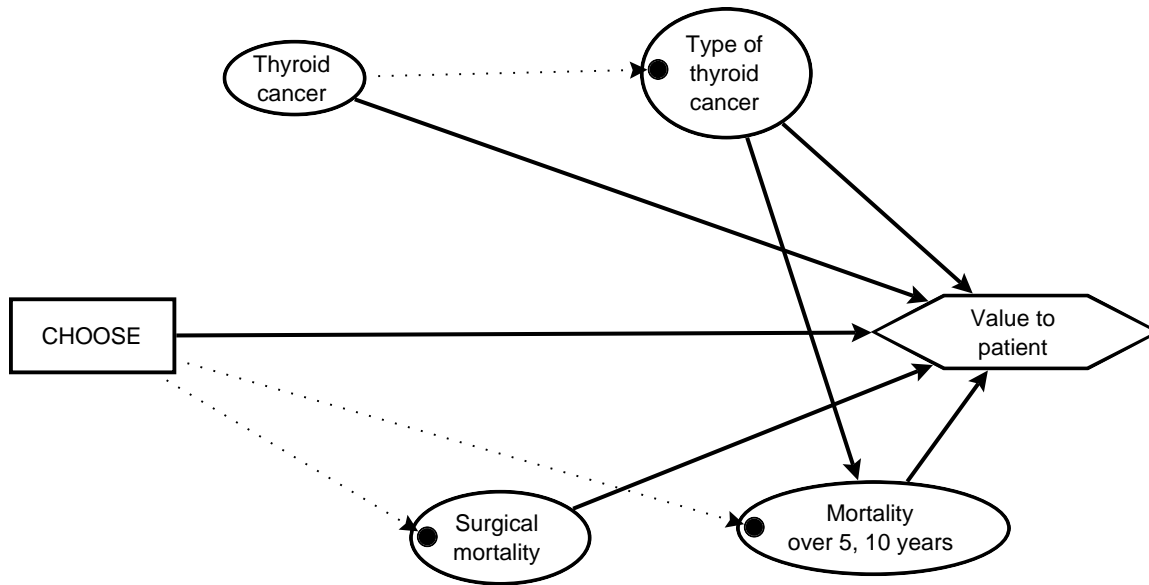 Thyroid
cancer
Type of
thyroid
cancer
CHOOSE
Value to
patient
Surgical
mortality
Mortality
over 5, 10 years